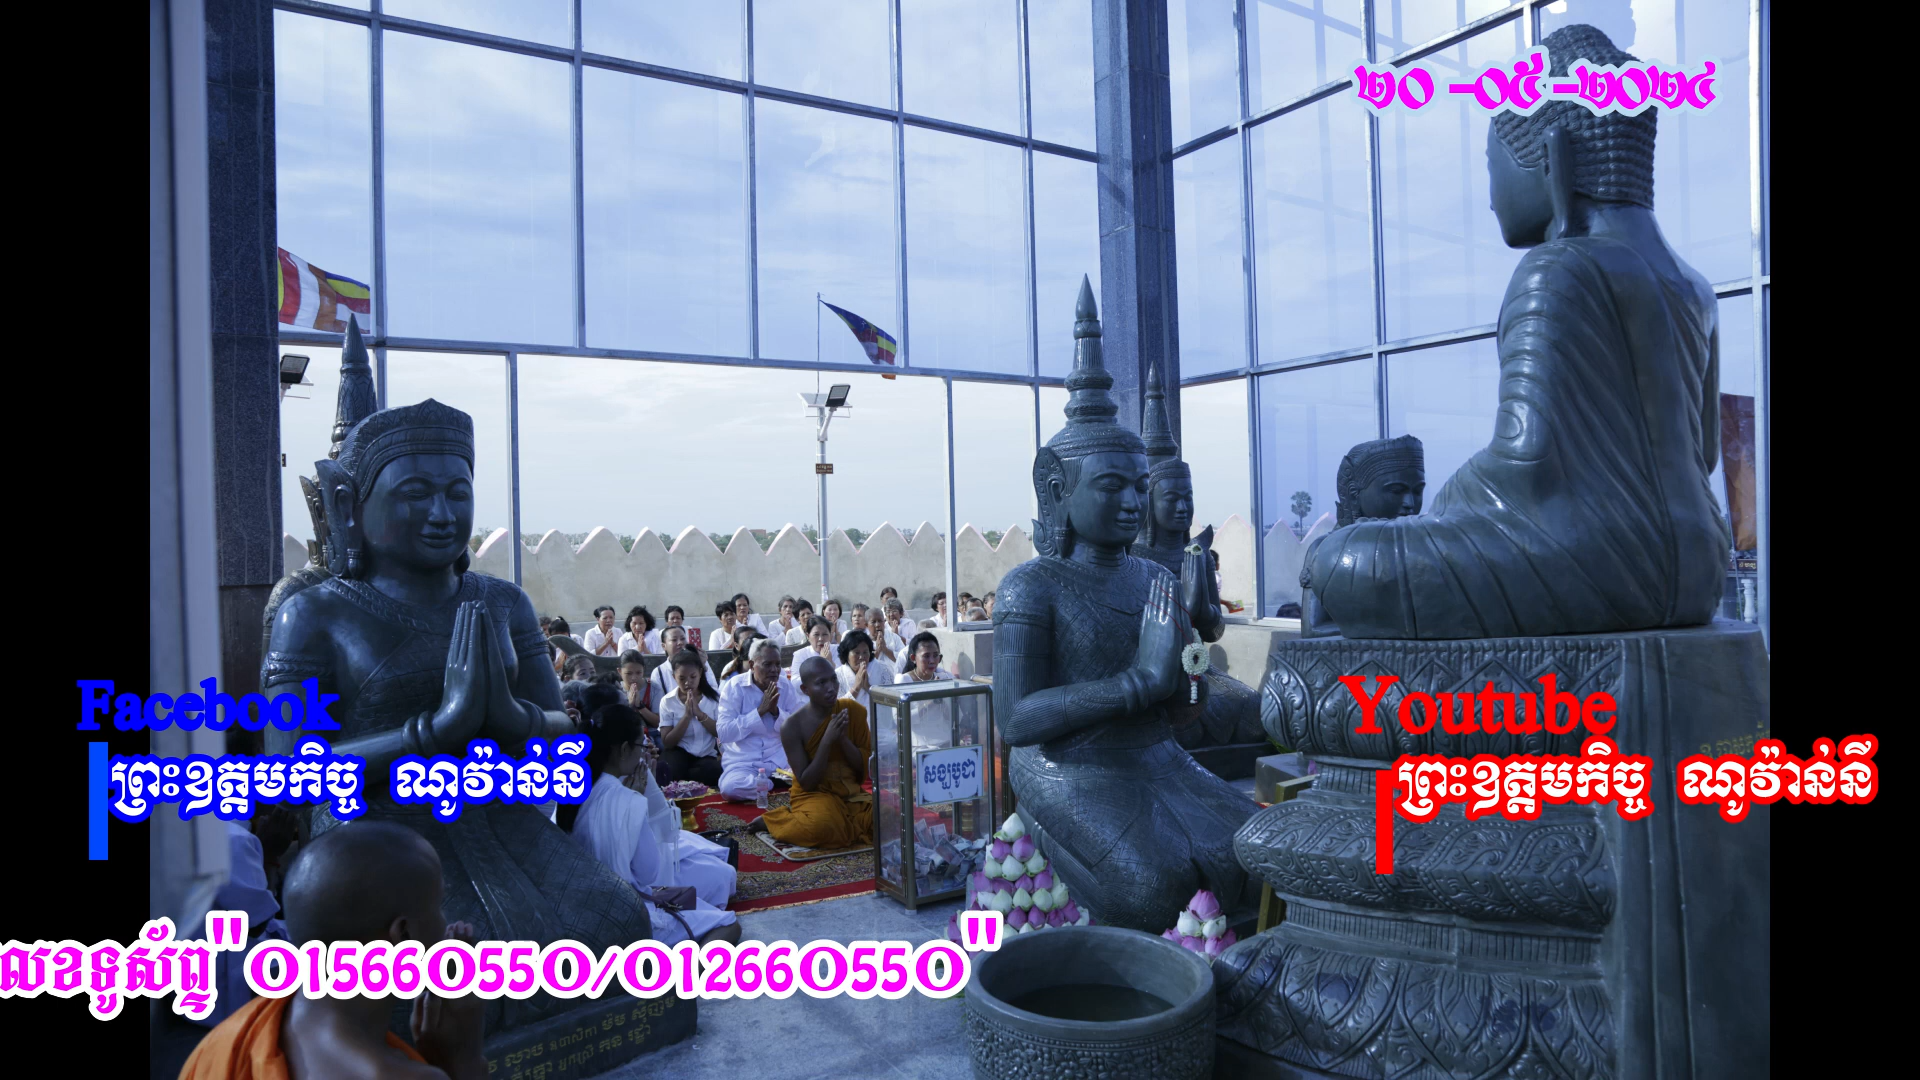 ២០ -០៥ -២០២៤
Facebook
ព្រះឧត្តមកិច្ច ណូវ៉ាន់នី
Youtube
ព្រះឧត្តមកិច្ច ណូវ៉ាន់នី
សង្ឃបូជា
លេខទូរស័ព្ទ"015660550/012660550"